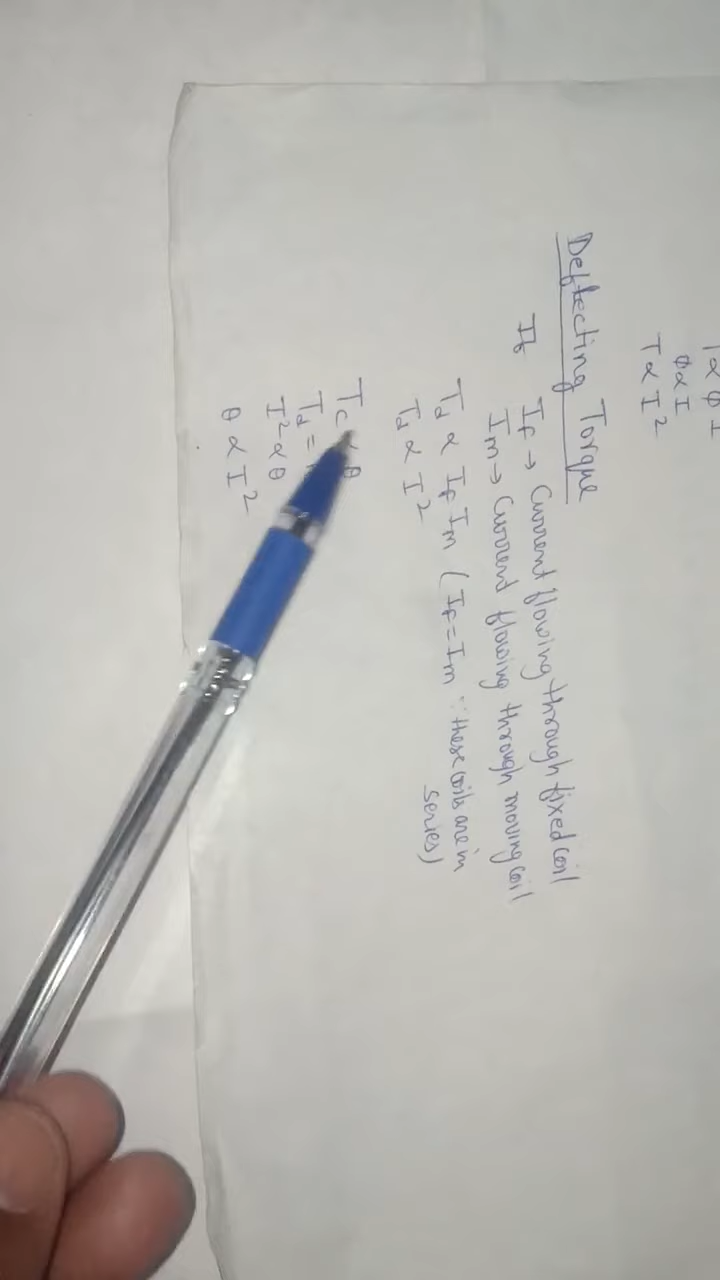 T α Φ I
Φ α I
T α I²
Deflecting Torque
If If → Current flowing through fixed coil
Im → Current flowing through moving coil
Td α If Im (If = Im ∵ these coils are in series)
Td α I²
Tc α θ
Td =
I² α θ
θ α I²